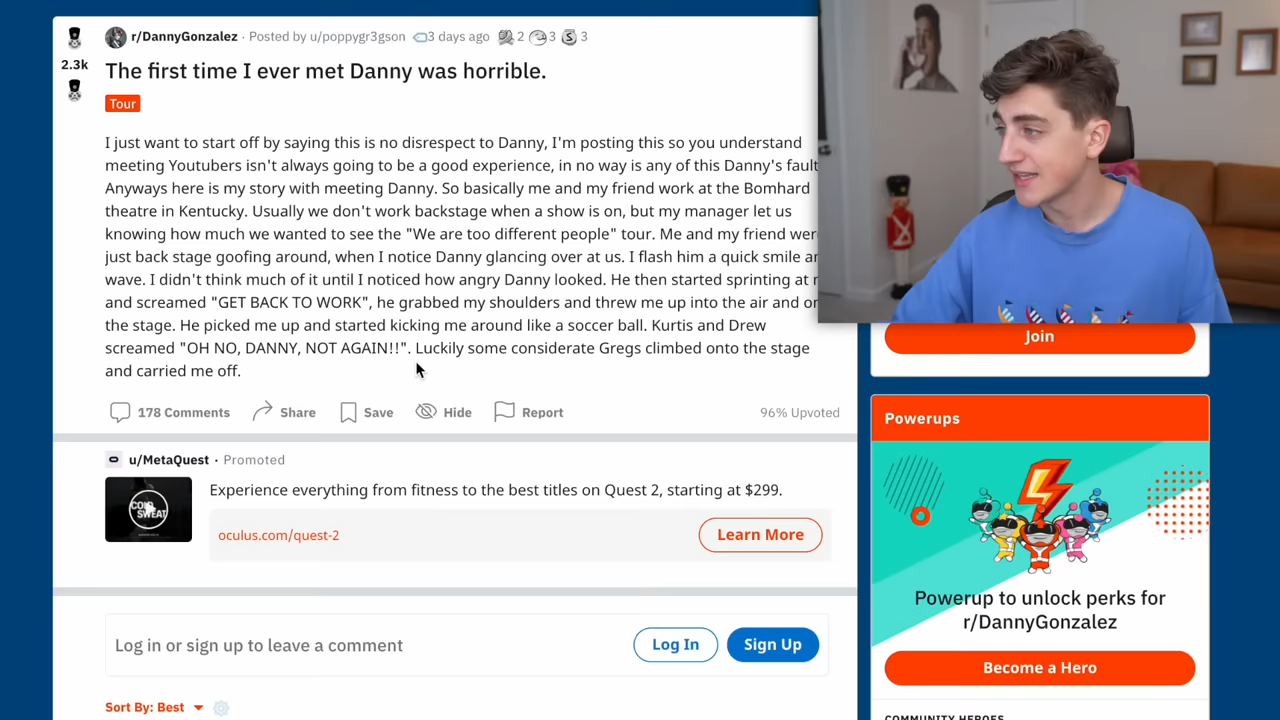 r/DannyGonzalez · Posted by u/poppygr3gson 3 days ago 2 3 3
2.3k
The first time I ever met Danny was horrible.
Tour
I just want to start off by saying this is no disrespect to Danny, I'm posting this so you understand
meeting Youtubers isn't always going to be a good experience, in no way is any of this Danny's fault
Anyways here is my story with meeting Danny. So basically me and my friend work at the Bomhard
theatre in Kentucky. Usually we don't work backstage when a show is on, but my manager let us
knowing how much we wanted to see the "We are too different people" tour. Me and my friend wer
just back stage goofing around, when I notice Danny glancing over at us. I flash him a quick smile
wave. I didn't think much of it until I noticed how angry Danny looked. He then started sprinting at
and screamed "GET BACK TO WORK", he grabbed my shoulders and threw me up into the air and
the stage. He picked me up and started kicking me around like a soccer ball. Kurtis and Drew
screamed "OH NO, DANNY, NOT AGAIN!!". Luckily some considerate Gregs climbed onto the stage
and carried me off.
178 Comments Share Save Hide Report 96% Upvoted
u/MetaQuest · Promoted
Experience everything from fitness to the best titles on Quest 2, starting at $299.
COLD SWEAT
oculus.com/quest-2
Learn More
Log in or sign up to leave a comment
Log In
Sign Up
Sort By: Best
Join
Powerups
Powerup to unlock perks for
r/DannyGonzalez
Become a Hero
COMMUNITY HEROES